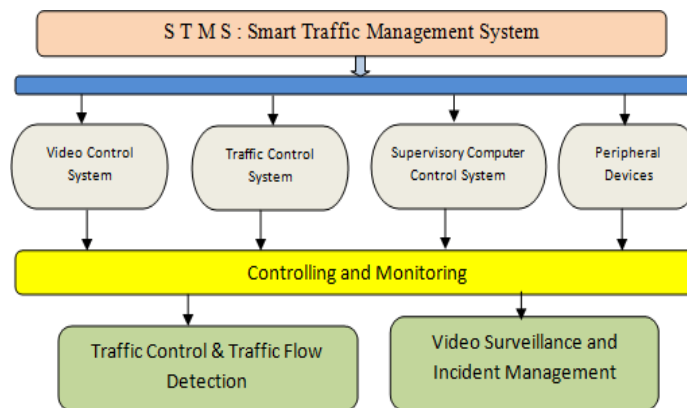 S T M S : Smart Traffic Management System
Video Control
System
Traffic Control
System
Supervisory Computer
Control System
Peripheral
Devices
Controlling and Monitoring
Traffic Control & Traffic Flow
Detection
Video Surveillance and
Incident Management